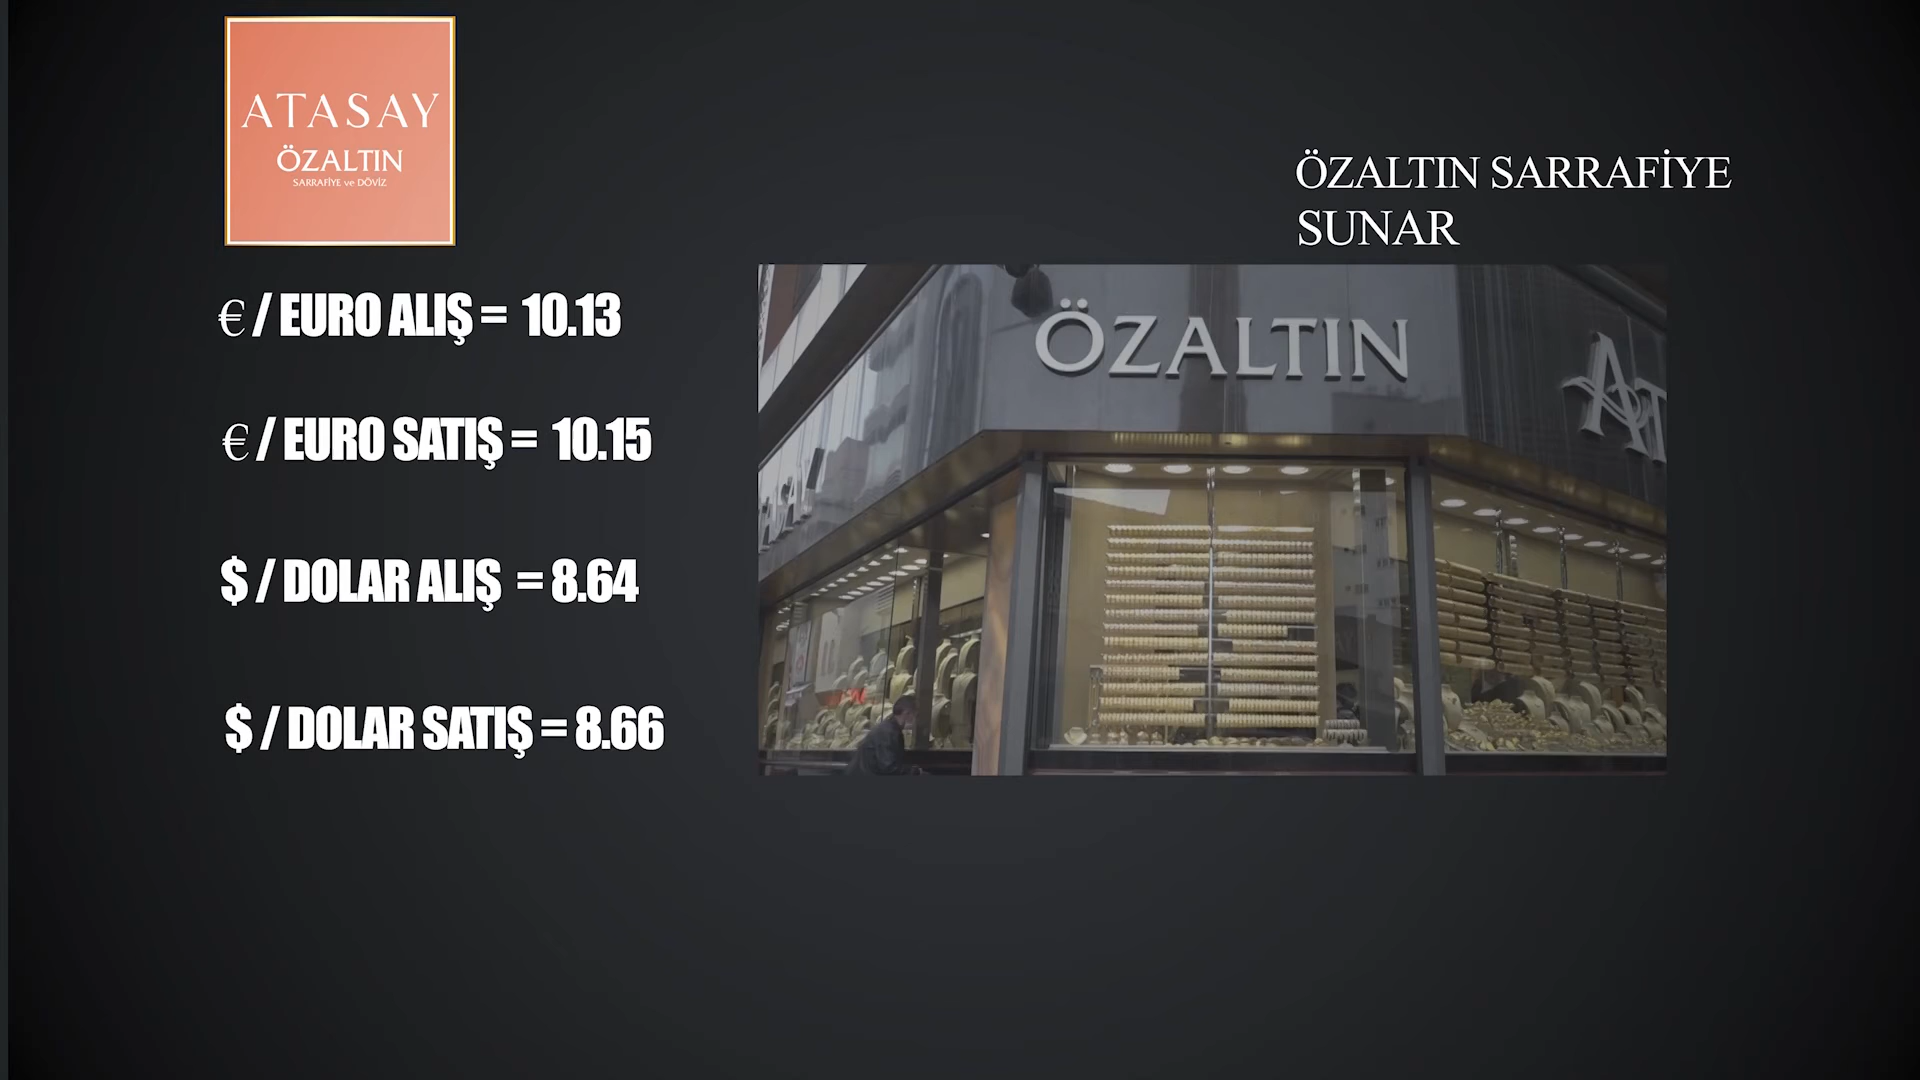 ATASAY
ÖZALTIN
SARRAFİYE ve DÖVİZ
ÖZALTIN SARRAFİYE
SUNAR
€ / EURO ALIŞ = 10.13
€ / EURO SATIŞ = 10.15
$ / DOLAR ALIŞ = 8.64
$ / DOLAR SATIŞ = 8.66
ÖZALTIN